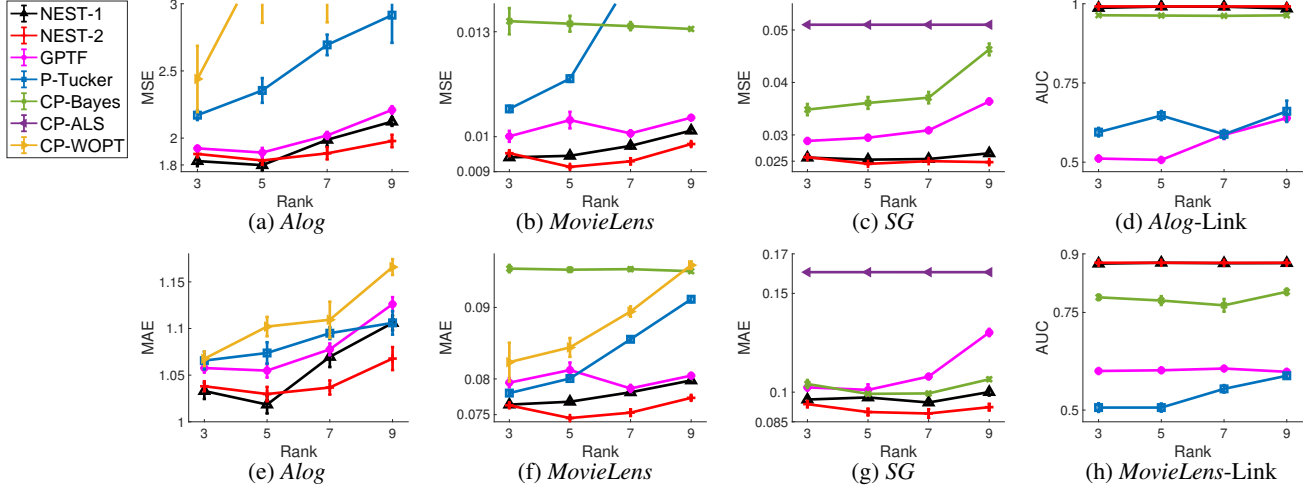 NEST-1
NEST-2
GPTF
P-Tucker
CP-Bayes
CP-ALS
CP-WOPT
3
2.5
2
1.8
MSE
3 5 7 9
Rank
(a) Alog
0.013
0.010
0.009
MSE
3 5 7 9
Rank
(b) MovieLens
0.05
0.04
0.03
0.025
MSE
3 5 7 9
Rank
(c) SG
1
0.75
0.5
AUC
3 5 7 9
Rank
(d) Alog-Link
1.15
1.1
1.05
1
MAE
3 5 7 9
Rank
(e) Alog
0.09
0.08
0.075
MAE
3 5 7 9
Rank
(f) MovieLens
0.17
0.15
0.1
0.085
MAE
3 5 7 9
Rank
(g) SG
0.9
0.75
0.5
AUC
3 5 7 9
Rank
(h) MovieLens-Link